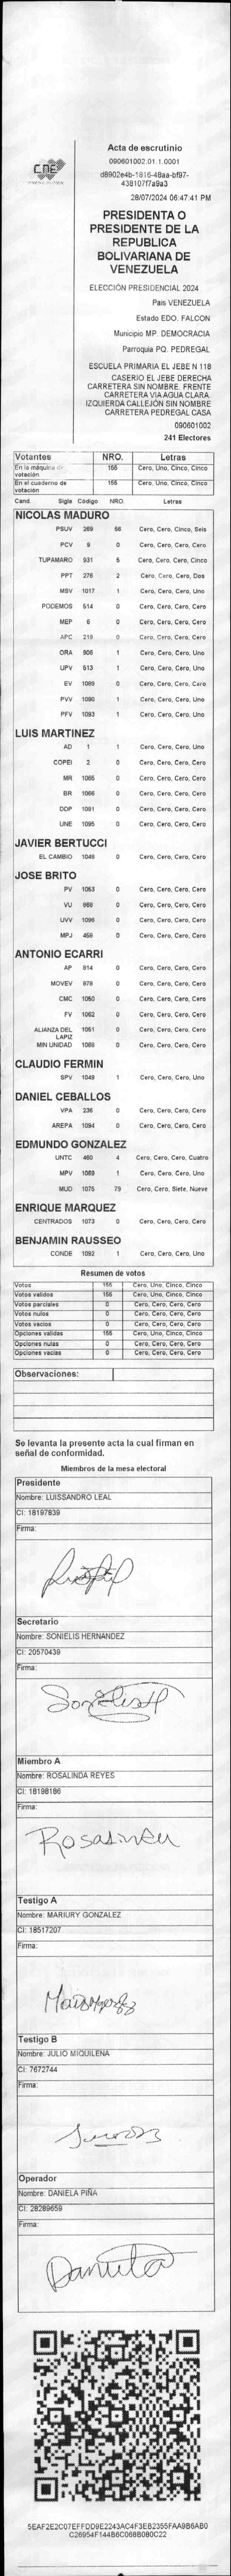 CNE
Acta de escrutinio
090601002.01.1.0001
d8902e4b-1816-48aa-bf97-
438107f7a9a3
28/07/2024 06:47:41 PM
PRESIDENTA O
PRESIDENTE DE LA
REPUBLICA
BOLIVARIANA DE
VENEZUELA
ELECCIÓN PRESIDENCIAL 2024
Pais VENEZUELA
Estado EDO. FALCON
Municipio MP. DEMOCRACIA
Parroquia PQ. PEDREGAL
ESCUELA PRIMARIA EL JEBE N 118
CASERIO EL JEBE DERECHA
CARRETERA SIN NOMBRE. FRENTE
CARRETERA VIA AGUA CLARA.
IZQUIERDA CALLEJÓN SIN NOMBRE
CARRETERA PEDREGAL CASA
090601002
241 Electores
Votantes NRO. Letras
En la máquina de votación 155 Cero, Uno, Cinco, Cinco
En el cuaderno de votación 155 Cero, Uno, Cinco, Cinco
Cand. Sigla Código NRO. Letras
NICOLAS MADURO
PSUV 269 56 Cero, Cero, Cinco, Seis
PCV 9 0 Cero, Cero, Cero, Cero
TUPAMARO 931 5 Cero, Cero, Cero, Cinco
PPT 276 2 Cero, Cero, Cero, Dos
MSV 1017 1 Cero, Cero, Cero, Uno
PODEMOS 514 0 Cero, Cero, Cero, Cero
MEP 6 0 Cero, Cero, Cero, Cero
APC 219 0 Cero, Cero, Cero, Cero
ORA 906 1 Cero, Cero, Cero, Uno
UPV 513 1 Cero, Cero, Cero, Uno
EV 1089 0 Cero, Cero, Cero, Cero
PVV 1090 1 Cero, Cero, Cero, Uno
PFV 1093 1 Cero, Cero, Cero, Uno
LUIS MARTINEZ
AD 1 1 Cero, Cero, Cero, Uno
COPEI 2 0 Cero, Cero, Cero, Cero
MR 1065 0 Cero, Cero, Cero, Cero
BR 1066 0 Cero, Cero, Cero, Cero
DDP 1091 0 Cero, Cero, Cero, Cero
UNE 1095 0 Cero, Cero, Cero, Cero
JAVIER BERTUCCI
EL CAMBIO 1048 0 Cero, Cero, Cero, Cero
JOSE BRITO
PV 1053 0 Cero, Cero, Cero, Cero
VU 868 0 Cero, Cero, Cero, Cero
UVV 1096 0 Cero, Cero, Cero, Cero
MPJ 459 0 Cero, Cero, Cero, Cero
ANTONIO ECARRI
AP 814 0 Cero, Cero, Cero, Cero
MOVEV 878 0 Cero, Cero, Cero, Cero
CMC 1050 0 Cero, Cero, Cero, Cero
FV 1062 0 Cero, Cero, Cero, Cero
ALIANZA DEL LAPIZ 1051 0 Cero, Cero, Cero, Cero
MIN UNIDAD 1068 0 Cero, Cero, Cero, Cero
CLAUDIO FERMIN
SPV 1049 1 Cero, Cero, Cero, Uno
DANIEL CEBALLOS
VPA 236 0 Cero, Cero, Cero, Cero
AREPA 1094 0 Cero, Cero, Cero, Cero
EDMUNDO GONZALEZ
UNTC 460 4 Cero, Cero, Cero, Cuatro
MPV 1069 1 Cero, Cero, Cero, Uno
MUD 1075 79 Cero, Cero, Siete, Nueve
ENRIQUE MARQUEZ
CENTRADOS 1073 0 Cero, Cero, Cero, Cero
BENJAMIN RAUSSEO
CONDE 1092 1 Cero, Cero, Cero, Uno
Resumen de votos
Votos 155 Cero, Uno, Cinco, Cinco
Votos validos 155 Cero, Uno, Cinco, Cinco
Votos parciales 0 Cero, Cero, Cero, Cero
Votos nulos 0 Cero, Cero, Cero, Cero
Votos vacios 0 Cero, Cero, Cero, Cero
Opciones validas 155 Cero, Uno, Cinco, Cinco
Opciones nulas 0 Cero, Cero, Cero, Cero
Opciones vacias 0 Cero, Cero, Cero, Cero
Observaciones:
Se levanta la presente acta la cual firman en
señal de conformidad.
Miembros de la mesa electoral
Presidente
Nombre: LUISSANDRO LEAL
CI: 18197839
Firma:
Secretario
Nombre: SONIELIS HERNANDEZ
CI: 20570439
Firma:
Sonielis H
Miembro A
Nombre: ROSALINDA REYES
CI: 18198186
Firma:
Testigo A
Nombre: MARIURY GONZALEZ
CI: 18517207
Firma:
Testigo B
Nombre: JULIO MIQUILENA
CI: 7672744
Firma:
Operador
Nombre: DANIELA PIÑA
CI: 28289659
Firma:
Daniela
5EAF2E2C07EFFDD9E2243AC4F3EB2355FAA9B6AB0
C26954F144B6C068B080C22